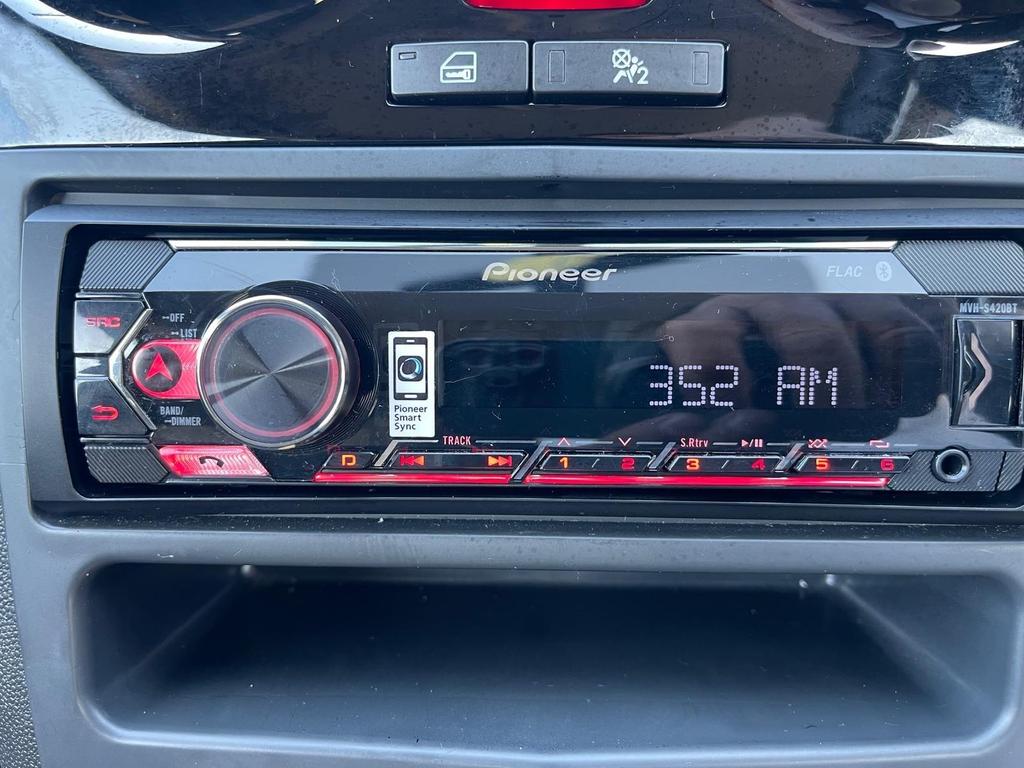 2
Pioneer
FLAC
MVH-S420BT
SRC
OFF
LIST
BAND/
DIMMER
Pioneer
Smart
Sync
352 AM
TRACK
S.Rtrv
D
1 / 2
3 / 4
5 / 6